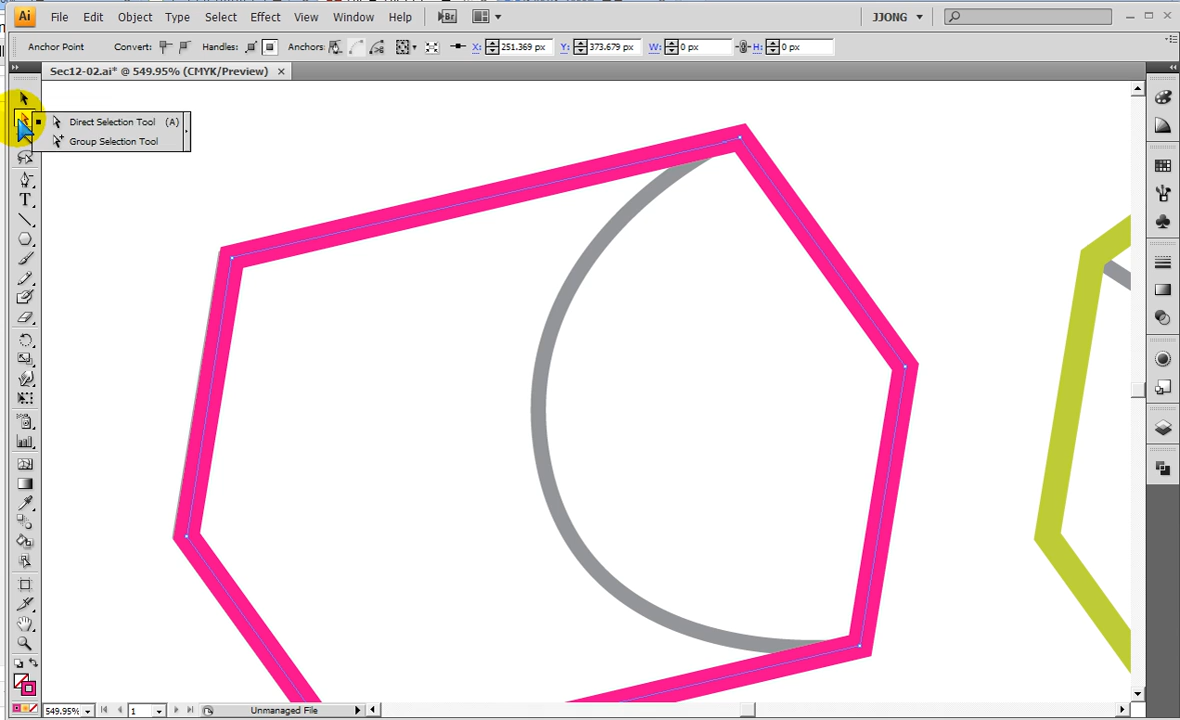 Ai File Edit Object Type Select Effect View Window Help Br JJONG
Anchor Point Convert: Handles: Anchors: X: 251.369 px Y: 373.679 px W: 0 px H: 0 px
Sec12-02.ai* @ 549.95% (CMYK/Preview)
Direct Selection Tool (A)
Group Selection Tool
T
549.95% 1 Unmanaged File